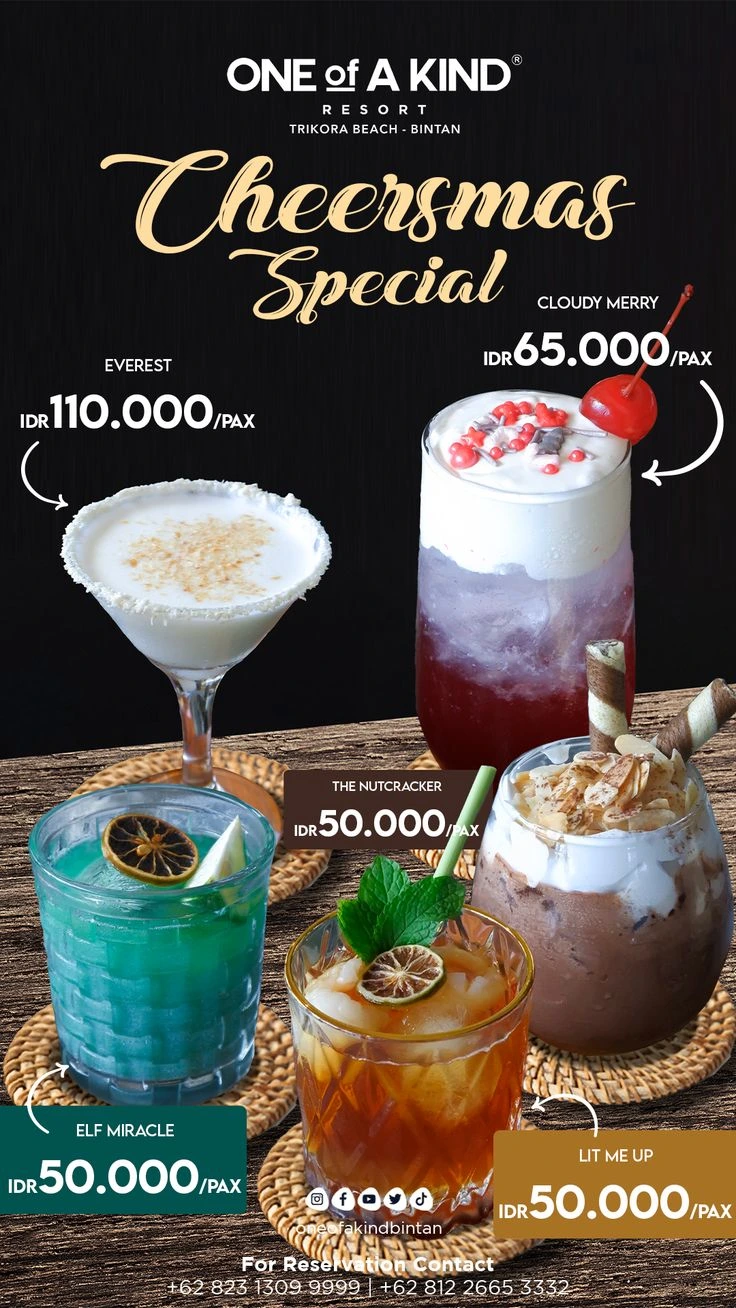 ONE of A KIND®
RESORT
TRIKORA BEACH - BINTAN
Cheersmas
Special
CLOUDY MERRY
IDR65.000/PAX
EVEREST
IDR110.000/PAX
THE NUTCRACKER
IDR50.000/PAX
ELF MIRACLE
IDR50.000/PAX
LIT ME UP
IDR50.000/PAX
oneofakindbintan
For Reservation Contact
+62 823 1309 9999 | +62 812 2665 3332